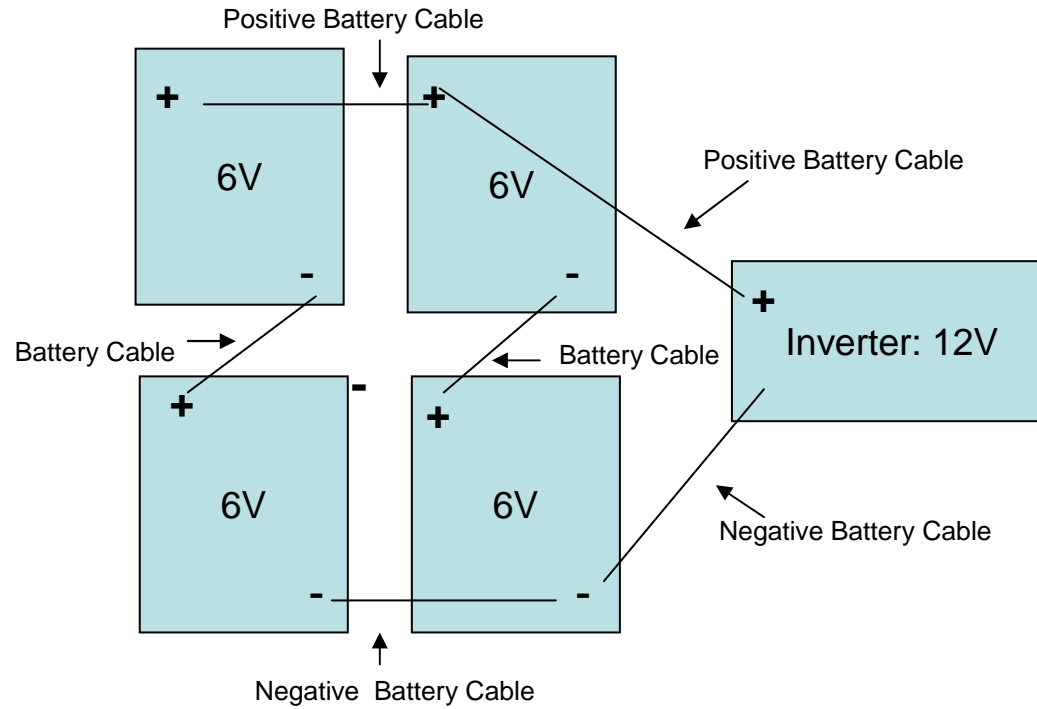 Positive Battery Cable
+ +
6V 6V
Positive Battery Cable
- -
+
Inverter: 12V
Battery Cable
Battery Cable
-
+ +
6V 6V
Negative Battery Cable
- -
Negative  Battery Cable